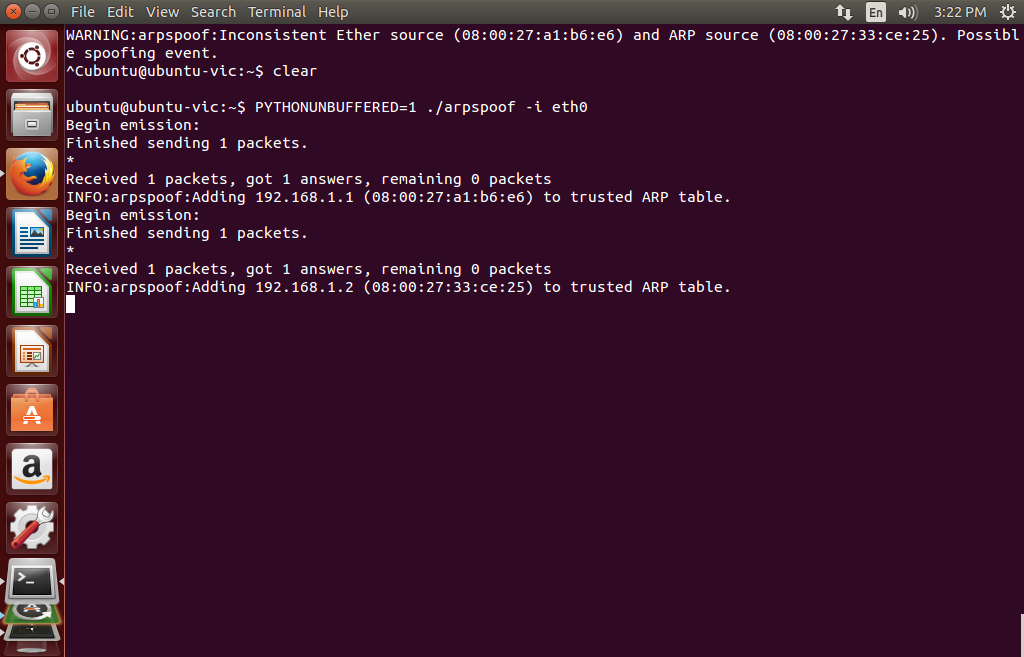 File Edit View Search Terminal Help
En
3:22 PM
WARNING:arpspoof:Inconsistent Ether source (08:00:27:a1:b6:e6) and ARP source (08:00:27:33:ce:25). Possibl
e spoofing event.
^Cubuntu@ubuntu-vic:~$ clear
ubuntu@ubuntu-vic:~$ PYTHONUNBUFFERED=1 ./arpspoof -i eth0
Begin emission:
Finished sending 1 packets.
*
Received 1 packets, got 1 answers, remaining 0 packets
INFO:arpspoof:Adding 192.168.1.1 (08:00:27:a1:b6:e6) to trusted ARP table.
Begin emission:
Finished sending 1 packets.
*
Received 1 packets, got 1 answers, remaining 0 packets
INFO:arpspoof:Adding 192.168.1.2 (08:00:27:33:ce:25) to trusted ARP table.